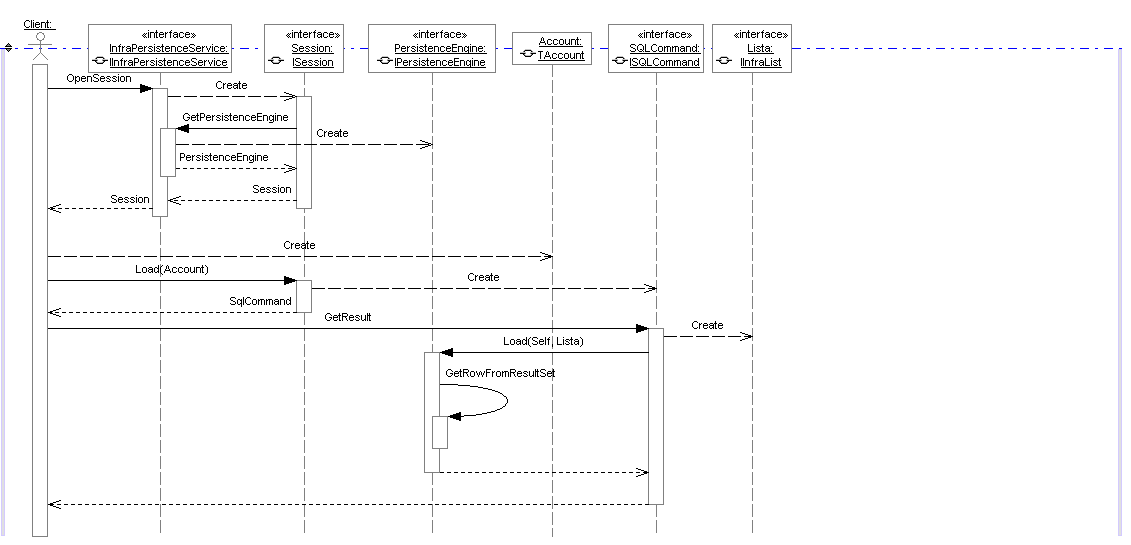 Client:
«interface»
InfraPersistenceService:
IInfraPersistenceService
«interface»
Session:
ISession
«interface»
PersistenceEngine:
IPersistenceEngine
Account:
TAccount
«interface»
SQLCommand:
ISQLCommand
«interface»
Lista:
IInfraList
OpenSession
Create
GetPersistenceEngine
Create
PersistenceEngine
Session
Session
Create
Load(Account)
Create
SqlCommand
GetResult
Create
Load(Self, Lista)
GetRowFromResultSet